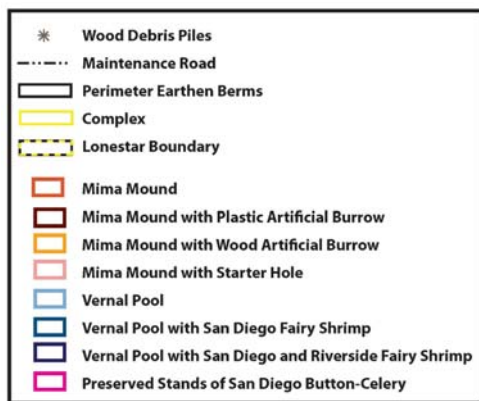 Wood Debris Piles
Maintenance Road
Perimeter Earthen Berms
Complex
Lonestar Boundary
Mima Mound
Mima Mound with Plastic Artificial Burrow
Mima Mound with Wood Artificial Burrow
Mima Mound with Starter Hole
Vernal Pool
Vernal Pool with San Diego Fairy Shrimp
Vernal Pool with San Diego and Riverside Fairy Shrimp
Preserved Stands of San Diego Button-Celery